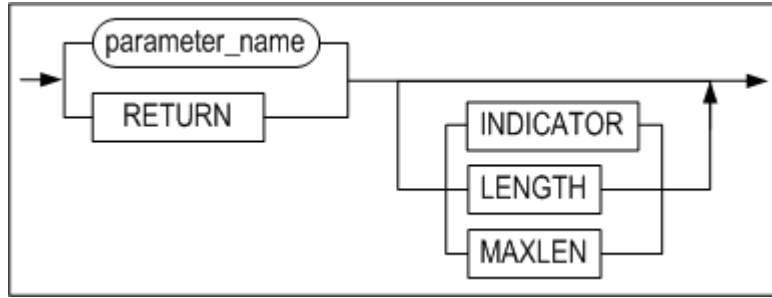 parameter_name
RETURN
INDICATOR
LENGTH
MAXLEN